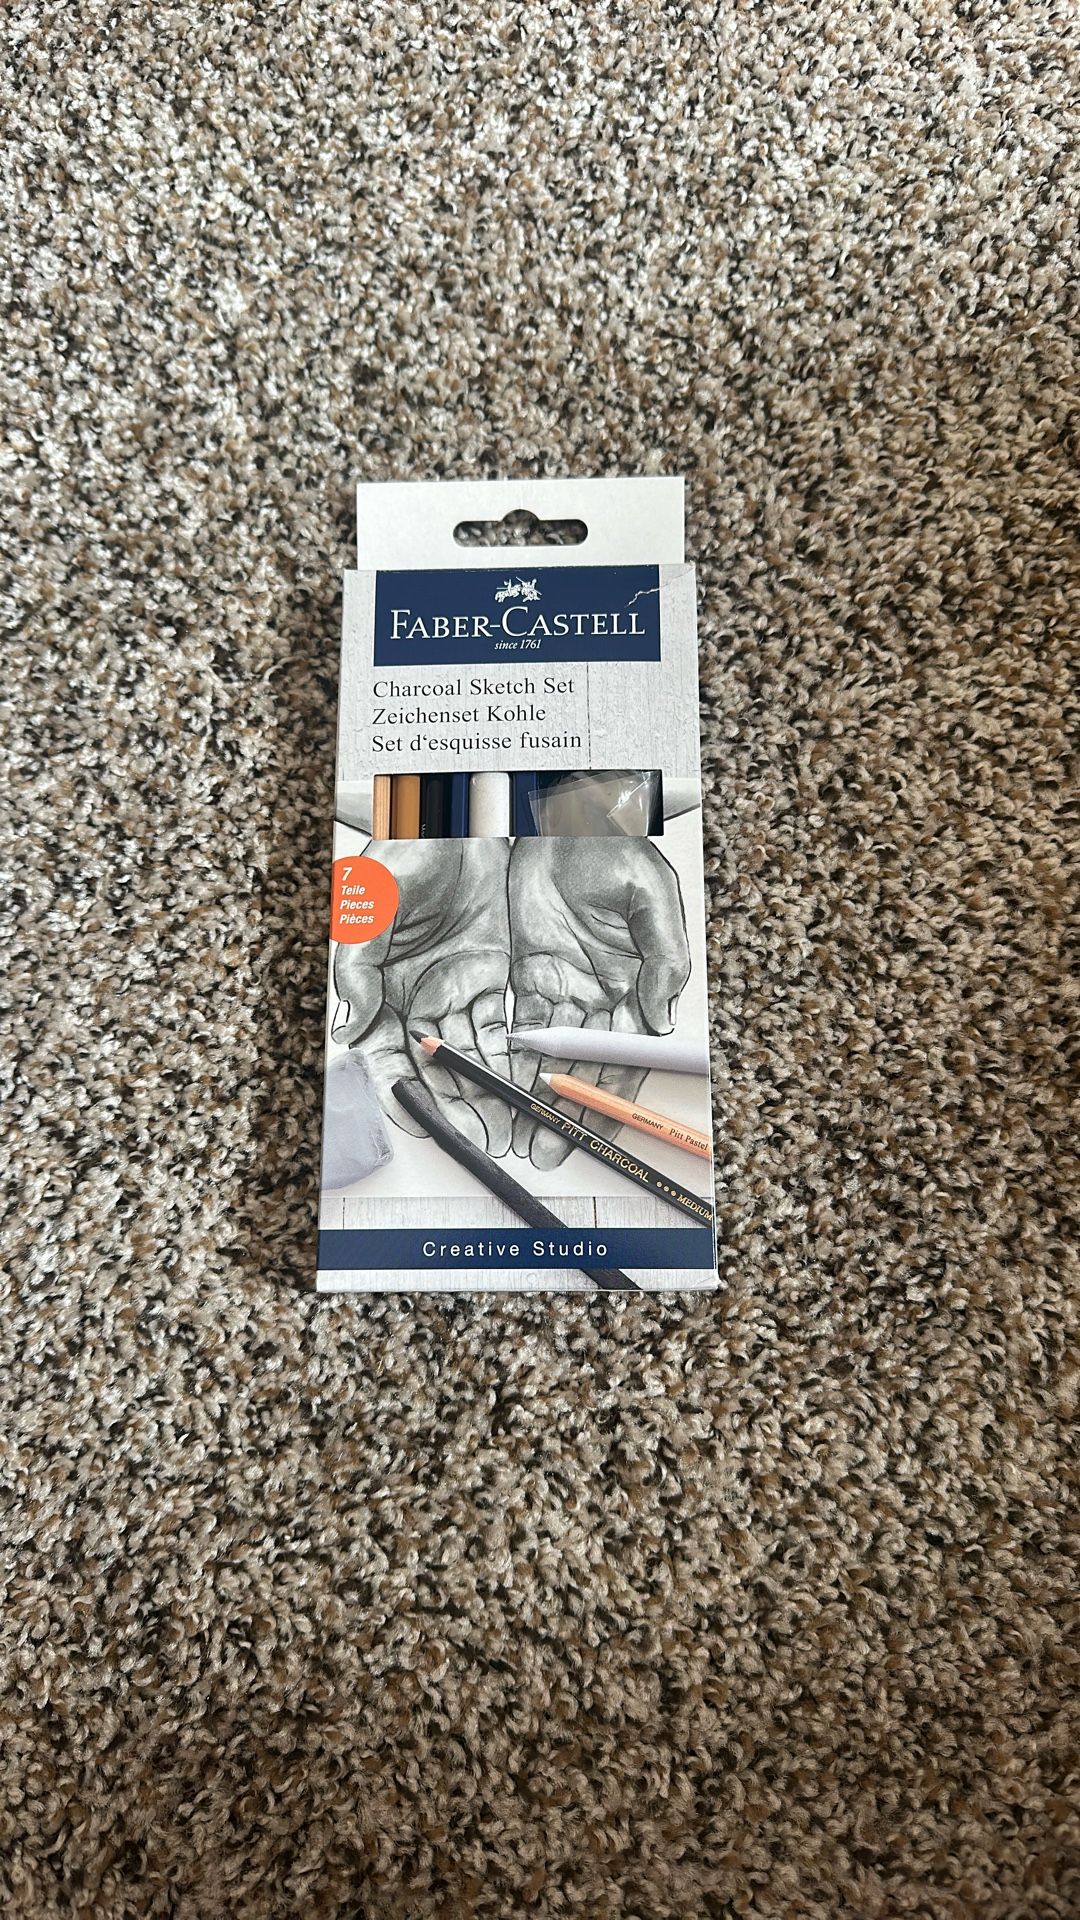 FABER-CASTELL
since 1761
Charcoal Sketch Set
Zeichenset Kohle
Set d‘esquisse fusain
7
Teile
Pieces
Pièces
GERMANY PITT CHARCOAL ●●● MEDIUM
GERMANY Pitt Pastel
Creative Studio